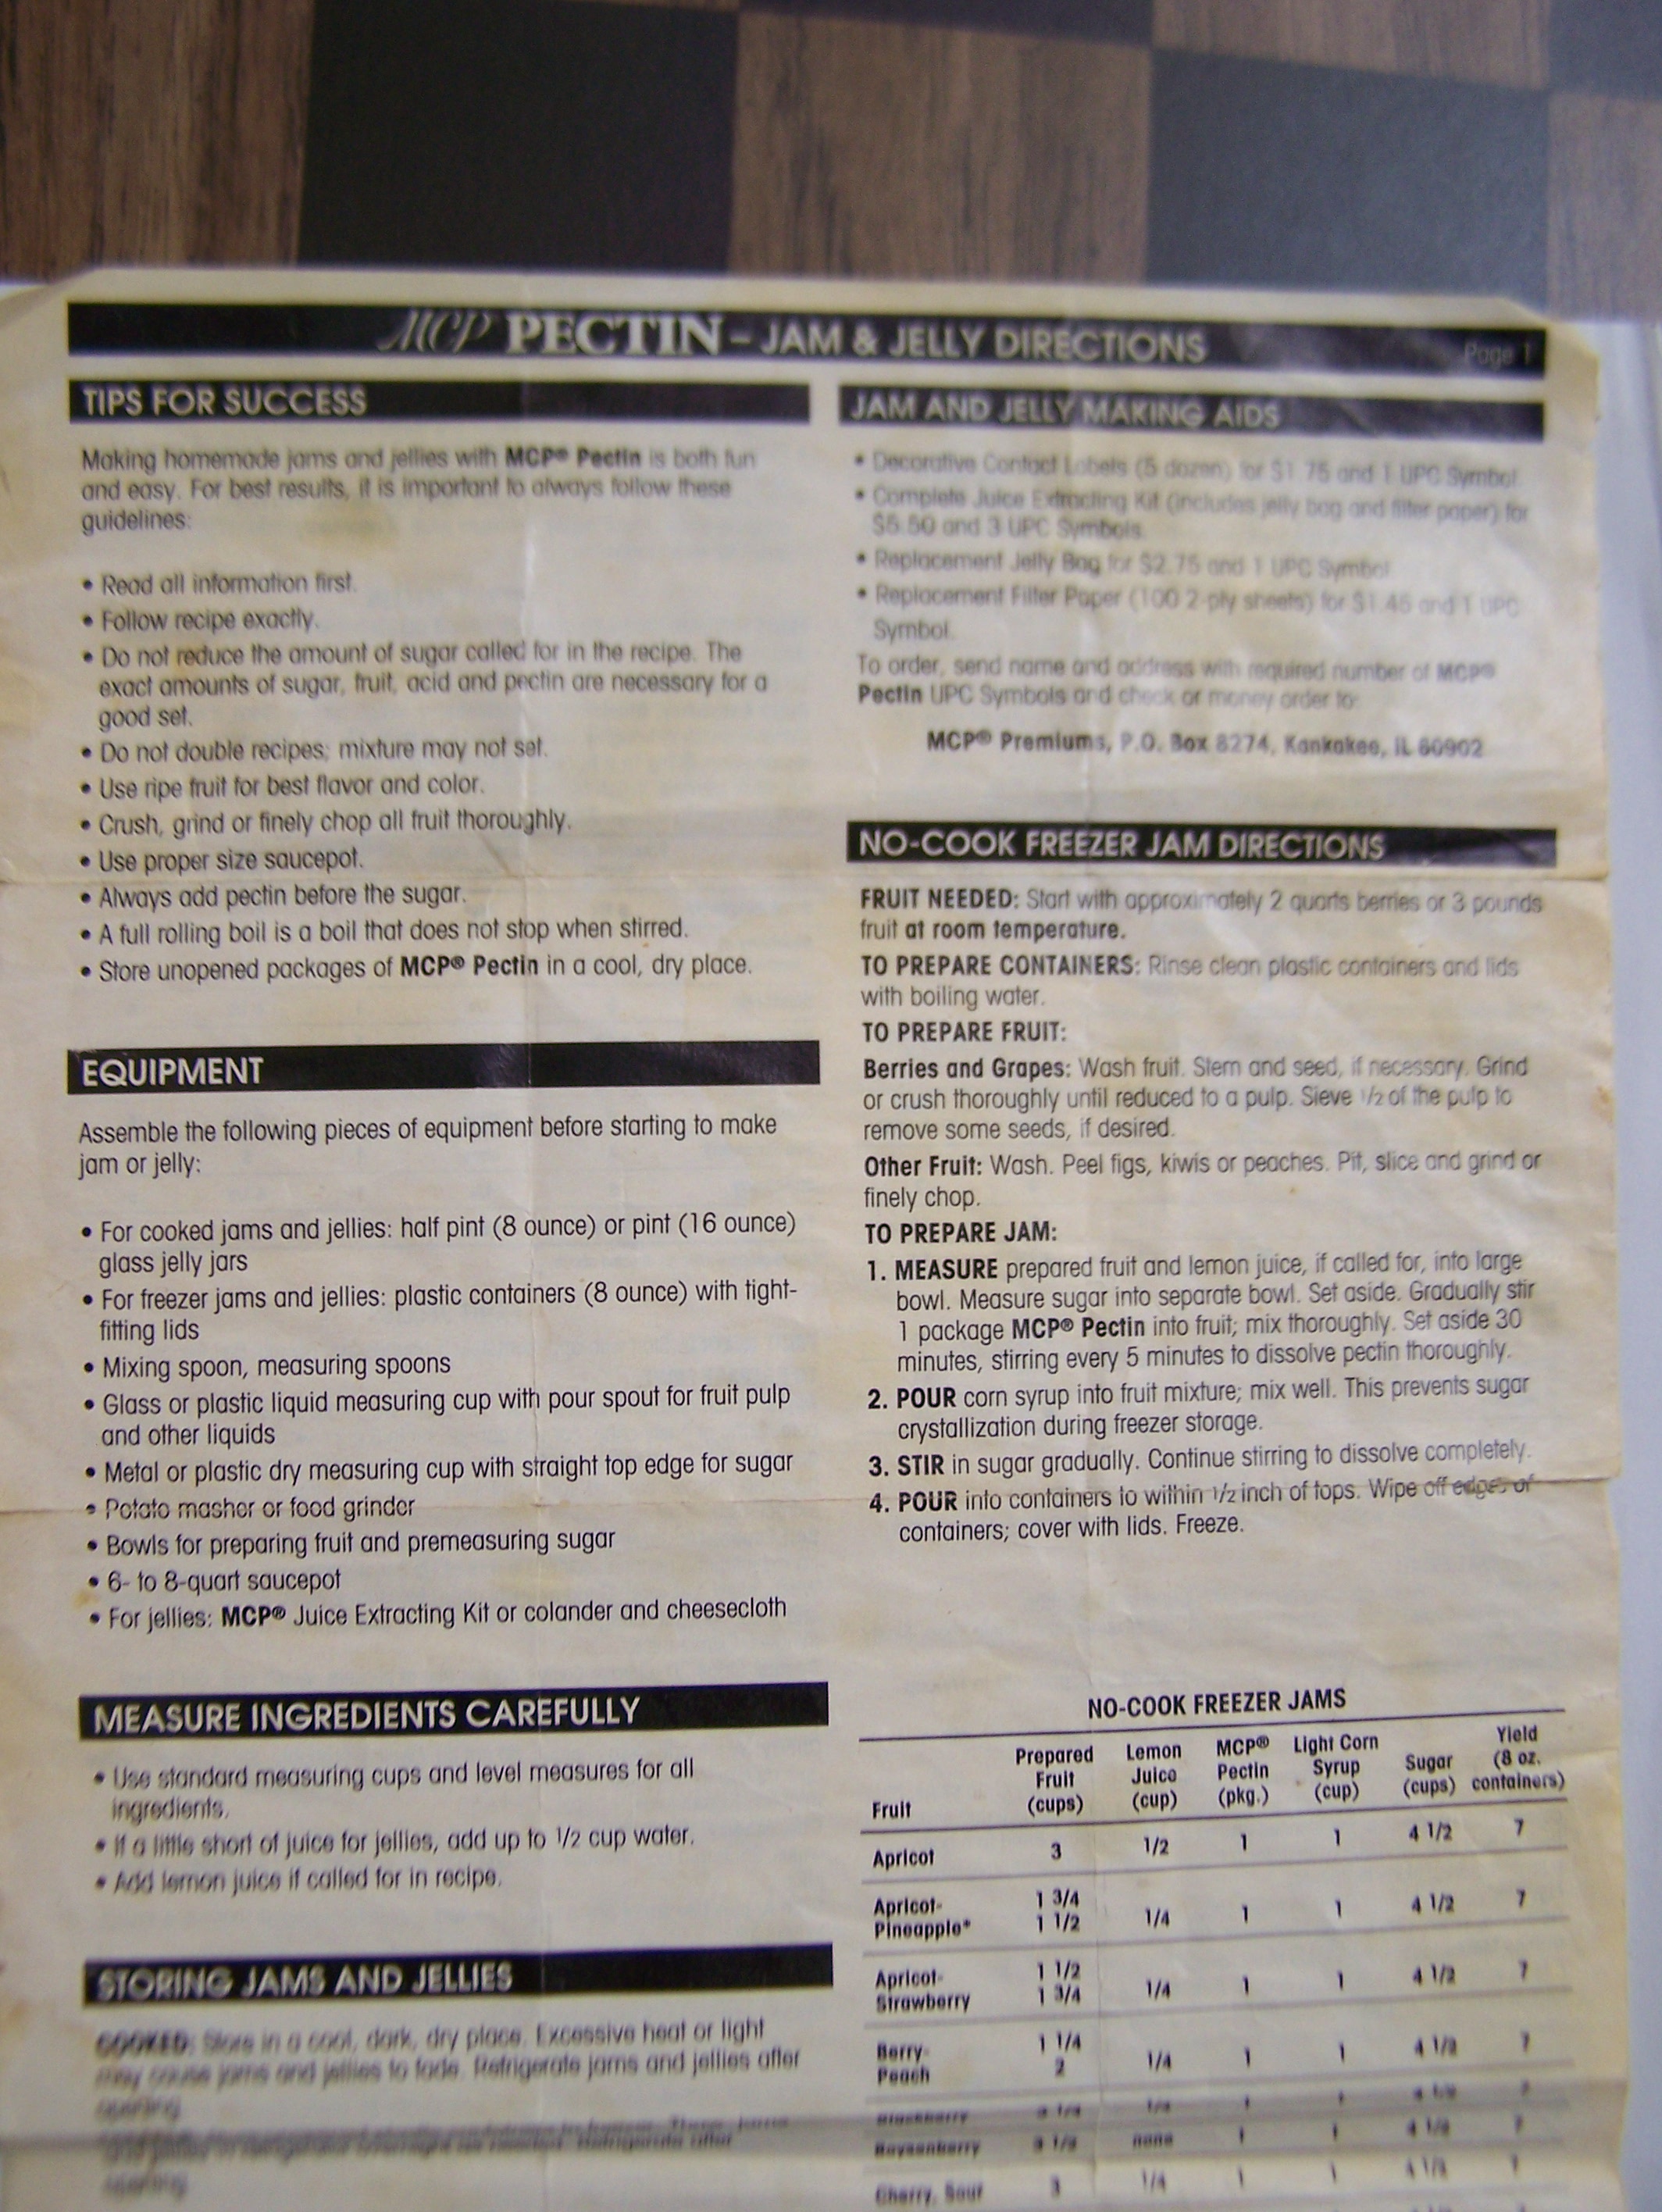 MCP PECTIN – JAM & JELLY DIRECTIONS Page 1
TIPS FOR SUCCESS
Making homemade jams and jellies with MCP® Pectin is both fun
and easy. For best results, it is important to always follow these
guidelines:
• Read all information first.
• Follow recipe exactly.
• Do not reduce the amount of sugar called for in the recipe. The
exact amounts of sugar, fruit, acid and pectin are necessary for a
good set.
• Do not double recipes; mixture may not set.
• Use ripe fruit for best flavor and color.
• Crush, grind or finely chop all fruit thoroughly.
• Use proper size saucepot.
• Always add pectin before the sugar.
• A full rolling boil is a boil that does not stop when stirred.
• Store unopened packages of MCP® Pectin in a cool, dry place.
EQUIPMENT
Assemble the following pieces of equipment before starting to make
jam or jelly:
• For cooked jams and jellies: half pint (8 ounce) or pint (16 ounce)
glass jelly jars
• For freezer jams and jellies: plastic containers (8 ounce) with tight-
fitting lids
• Mixing spoon, measuring spoons
• Glass or plastic liquid measuring cup with pour spout for fruit pulp
and other liquids
• Metal or plastic dry measuring cup with straight top edge for sugar
• Potato masher or food grinder
• Bowls for preparing fruit and premeasuring sugar
• 6- to 8-quart saucepot
• For jellies: MCP® Juice Extracting Kit or colander and cheesecloth
MEASURE INGREDIENTS CAREFULLY
• Use standard measuring cups and level measures for all
ingredients.
• If a little short of juice for jellies, add up to 1/2 cup water.
• Add lemon juice if called for in recipe.
STORING JAMS AND JELLIES
COOKED: Store in a cool, dark, dry place. Excessive heat or light
may cause jams and jellies to fade. Refrigerate jams and jellies after
opening.
JAM AND JELLY MAKING AIDS
• Decorative Contact Labels (5 dozen) for $1.75 and 1 UPC Symbol.
• Complete Juice Extracting Kit (includes jelly bag and filter paper) for
$5.50 and 3 UPC Symbols.
• Replacement Jelly Bag for $2.75 and 1 UPC Symbol.
• Replacement Filter Paper (100 2-ply sheets) for $1.45 and 1 UPC
Symbol.
To order, send name and address with required number of MCP®
Pectin UPC Symbols and check or money order to:
MCP® Premiums, P.O. Box 8274, Kankakee, IL 60902
NO-COOK FREEZER JAM DIRECTIONS
FRUIT NEEDED: Start with approximately 2 quarts berries or 3 pounds
fruit at room temperature.
TO PREPARE CONTAINERS: Rinse clean plastic containers and lids
with boiling water.
TO PREPARE FRUIT:
Berries and Grapes: Wash fruit. Stem and seed, if necessary. Grind
or crush thoroughly until reduced to a pulp. Sieve 1/2 of the pulp to
remove some seeds, if desired.
Other Fruit: Wash. Peel figs, kiwis or peaches. Pit, slice and grind or
finely chop.
TO PREPARE JAM:
1. MEASURE prepared fruit and lemon juice, if called for, into large
bowl. Measure sugar into separate bowl. Set aside. Gradually stir
1 package MCP® Pectin into fruit; mix thoroughly. Set aside 30
minutes, stirring every 5 minutes to dissolve pectin thoroughly.
2. POUR corn syrup into fruit mixture; mix well. This prevents sugar
crystallization during freezer storage.
3. STIR in sugar gradually. Continue stirring to dissolve completely.
4. POUR into containers to within 1/2 inch of tops. Wipe off edges of
containers; cover with lids. Freeze.
NO-COOK FREEZER JAMS
Fruit Prepared Fruit (cups) Lemon Juice (cup) MCP® Pectin (pkg.) Light Corn Syrup (cup) Sugar (cups) Yield (8 oz. containers)
Apricot 3 1/2 1 1 4 1/2 7
Apricot- 1 3/4
Pineapple* 1 1/2 1/4 1 1 4 1/2 7
Apricot- 1 1/2
Strawberry 1 3/4 1/4 1 1 4 1/2 7
Berry- 1 1/4
Peach 2 1/4 1 1 4 1/2 7
Blackberry
Boysenberry 3 1/2 none 1 1 4 1/2 7
Cherry, Sour 3 1/4 1 1 4 1/2 7